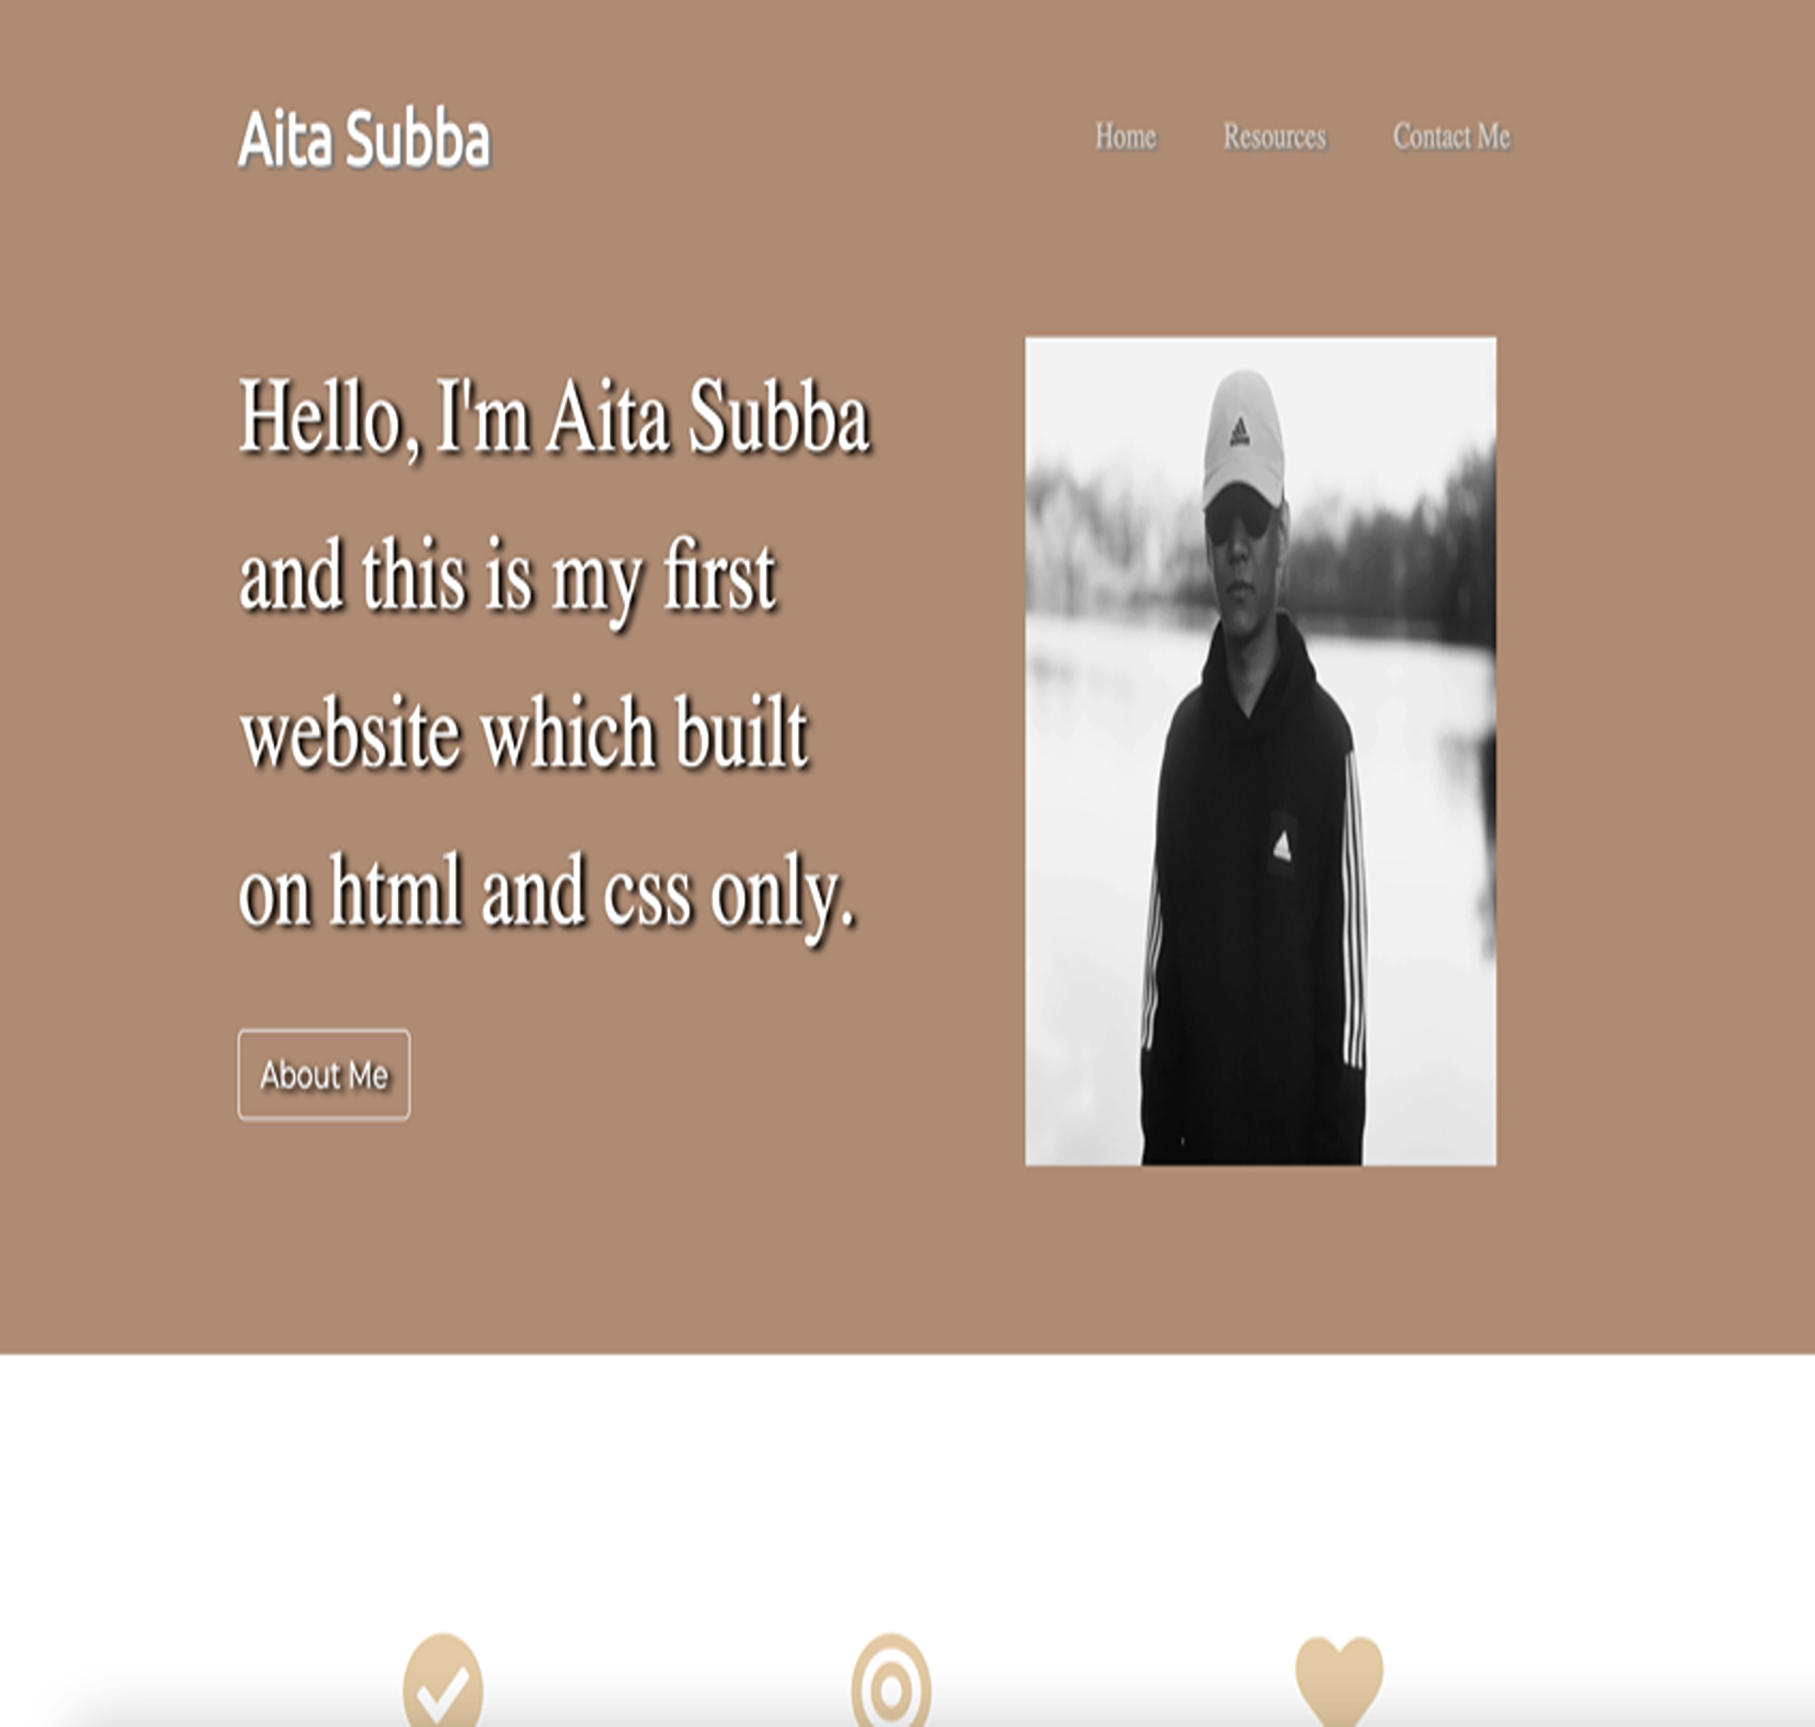 Aita Subba
Home Resources Contact Me
Hello, I'm Aita Subba
and this is my first
website which built
on html and css only.
About Me